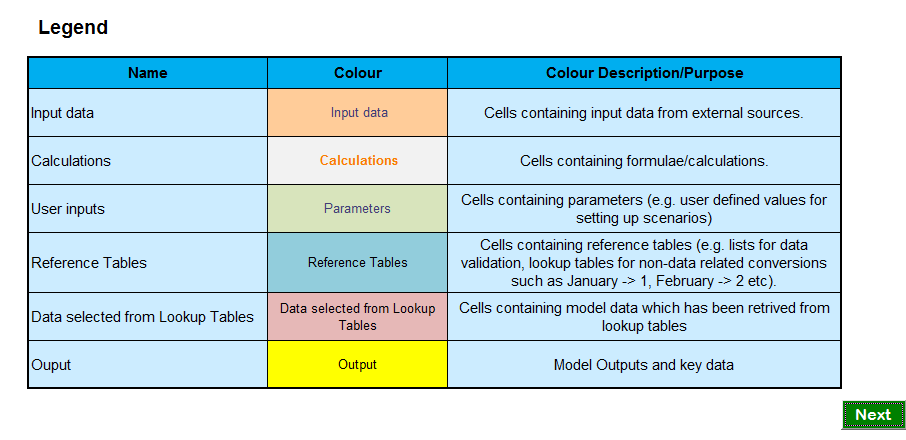 Legend
Name Colour Colour Description/Purpose
Input data Input data Cells containing input data from external sources.
Calculations Calculations Cells containing formulae/calculations.
User inputs Parameters Cells containing parameters (e.g. user defined values for
setting up scenarios)
Reference Tables Reference Tables Cells containing reference tables (e.g. lists for data
validation, lookup tables for non-data related conversions
such as January -> 1, February -> 2 etc).
Data selected from Lookup Tables Data selected from Lookup
Tables Cells containing model data which has been retrived from
lookup tables
Ouput Output Model Outputs and key data
Next